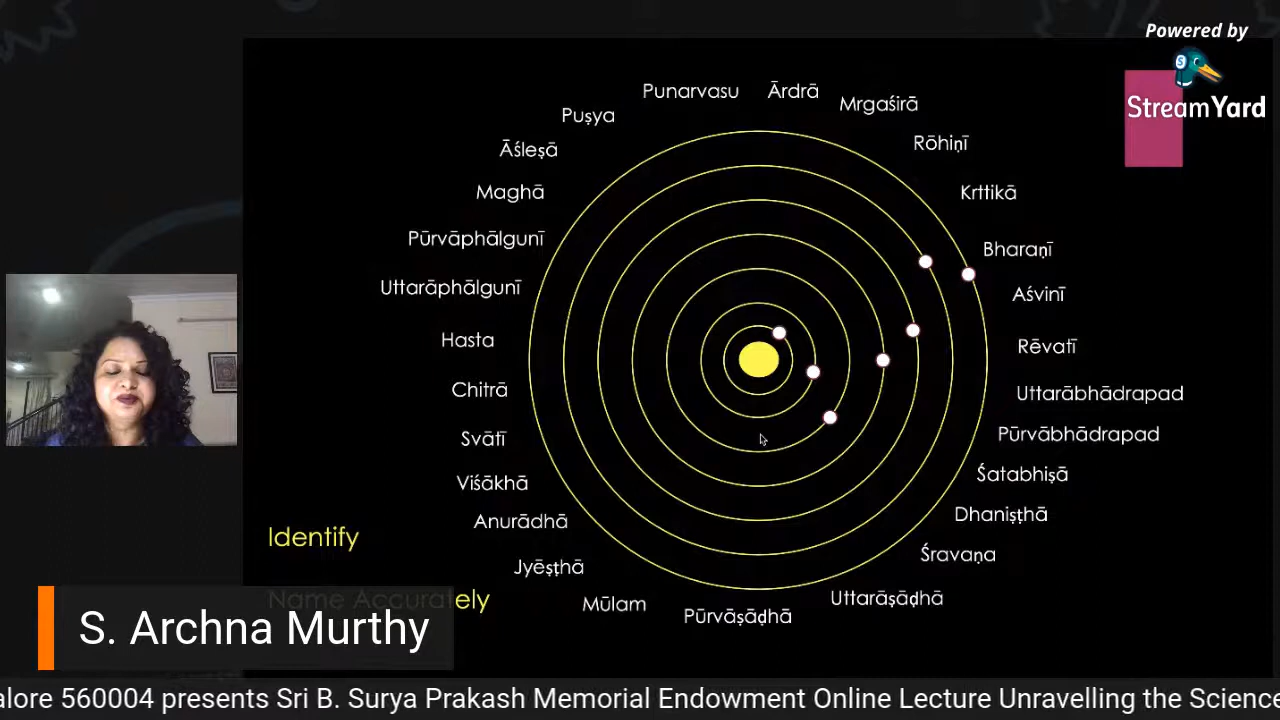 Powered by
StreamYard
Punarvasu
Ārdrā
Mrgaśirā
Puṣya
Rōhiṇī
Āśleṣā
Krttikā
Maghā
Pūrvāphālgunī
Bharaṇī
Uttarāphālgunī
Aśvinī
Hasta
Rēvatī
Chitrā
Uttarābhādrapad
Svātī
Pūrvābhādrapad
Viśākhā
Śatabhiṣā
Anurādhā
Dhaniṣṭhā
Identify
Jyēṣṭhā
Śravaṇa
Name Accurately
Mūlam
Pūrvāṣāḍhā
Uttarāṣāḍhā
S. Archna Murthy
alore 560004 presents Sri B. Surya Prakash Memorial Endowment Online Lecture Unravelling the Science